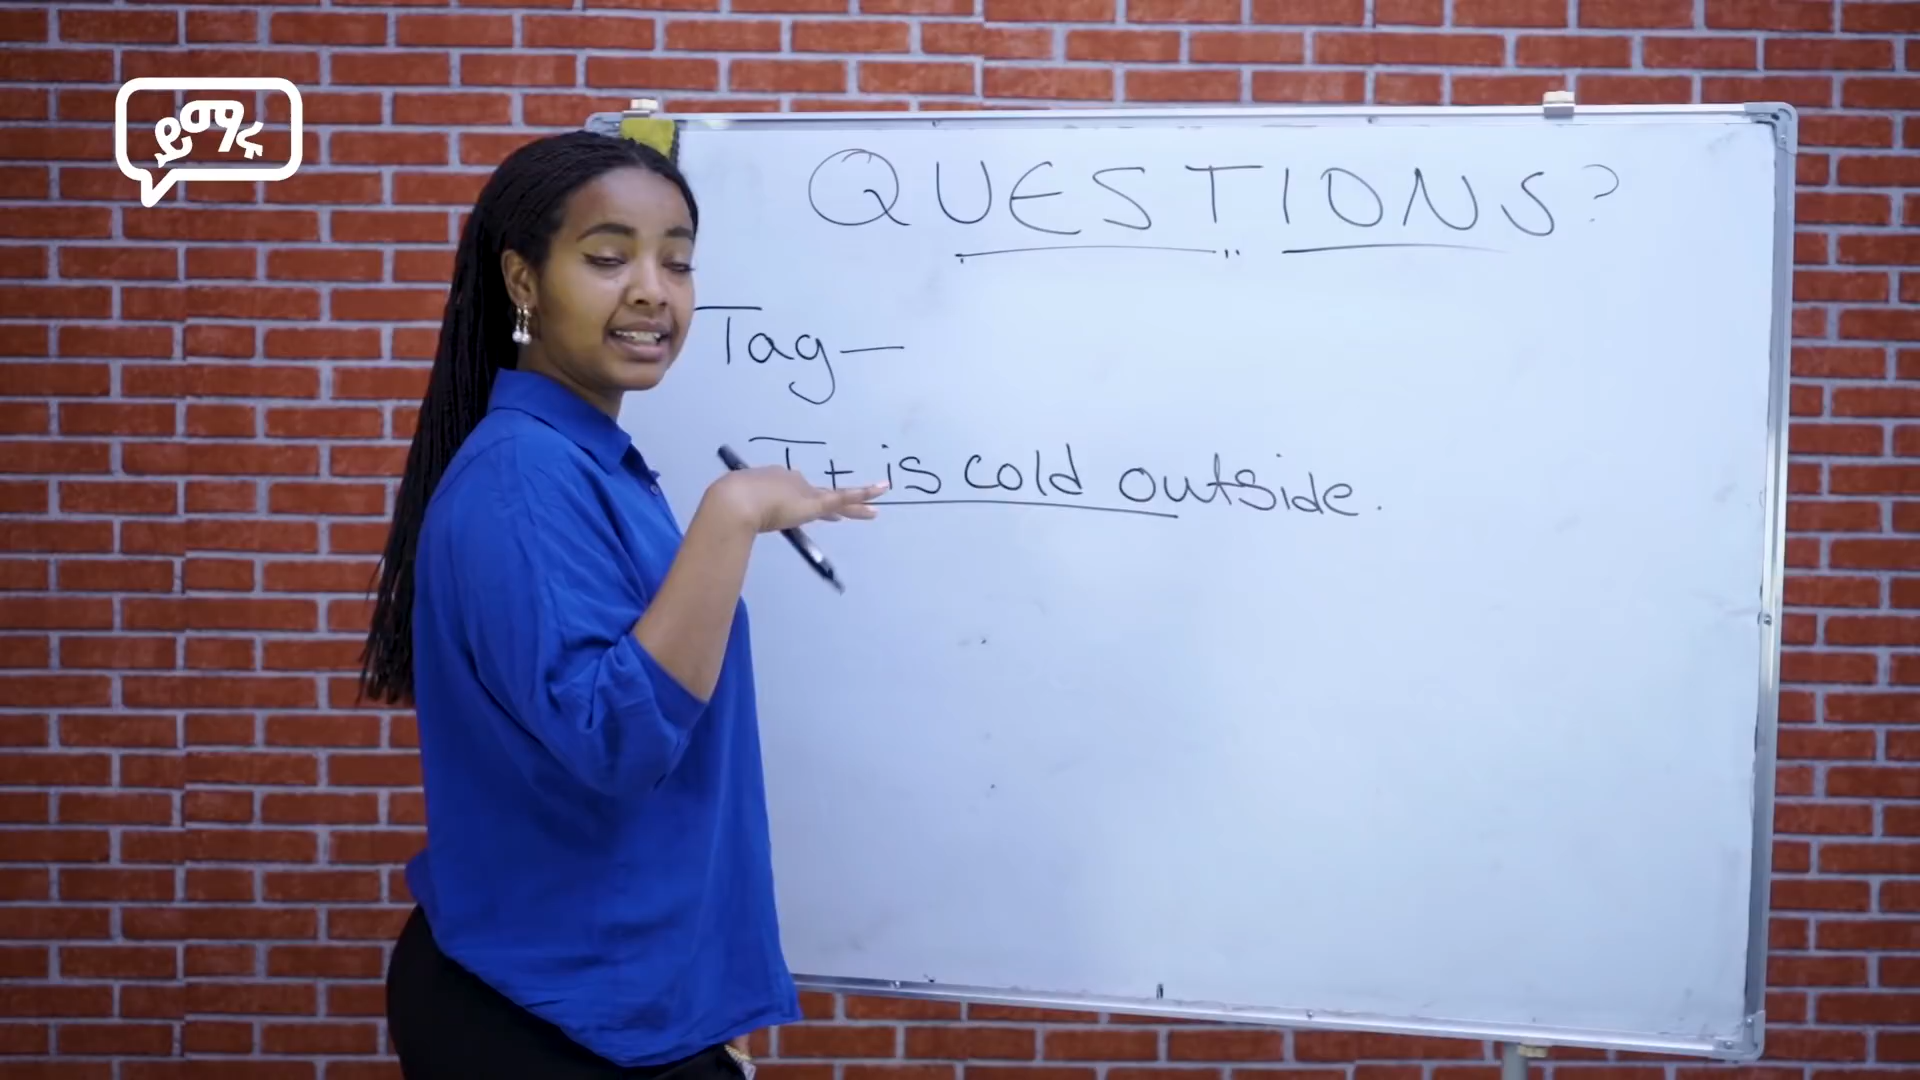 ይማሩ
QUESTIONS?
Tag—
It is cold outside.